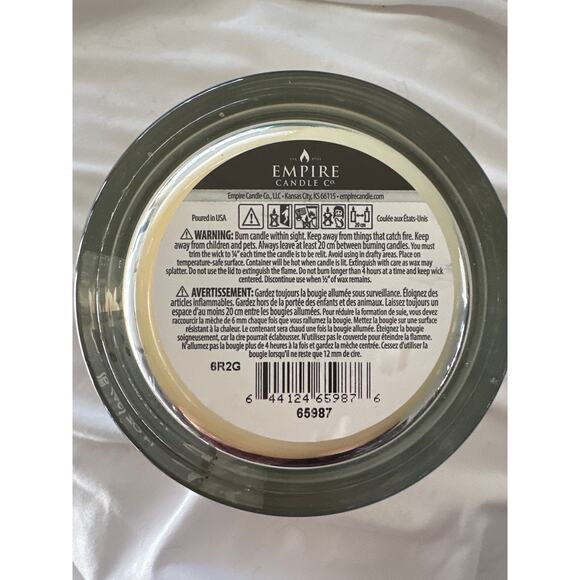 EMPIRE
CANDLE Co.
Empire Candle Co., LLC • Kansas City, KS 66115 • empirecandle.com
Poured in USA
20 cm
Coulée aux États-Unis
⚠ WARNING: Burn candle within sight. Keep away from things that catch fire. Keep
away from children and pets. Always leave at least 20 cm between burning candles. You must
trim the wick to ¼" each time the candle is to be relit. Avoid using in drafty areas. Place on
temperature-safe surface. Container will be hot when candle is lit. Extinguish with care as wax may
splatter. Do not use the lid to extinguish the flame. Do not burn longer than 4 hours at a time and keep wick
centered. Discontinue use when ½" of wax remains.
⚠ AVERTISSEMENT: Gardez toujours la bougie allumée sous surveillance. Éloignez des
articles inflammables. Gardez hors de la portée des enfants et des animaux. Laissez toujours un
espace d'au moins 20 cm entre les bougies allumées. Pour réduire la formation de suie, vous devez
raccourcir la mèche de 6 mm chaque fois que vous rallumez la bougie. Mettez la bougie sur une surface
résistant à la chaleur. Le contenant sera chaud une fois la bougie allumée. Éteignez la bougie
soigneusement, car la cire pourrait éclabousser. N'utilisez pas le couvercle pour éteindre la flamme.
N'allumez pas la bougie plus de 4 heures à la fois et gardez la mèche centrée. Cessez d'utiliser la
bougie lorsqu'il ne reste que 12 mm de cire.
6R2G
6 44124 65987 6
65987